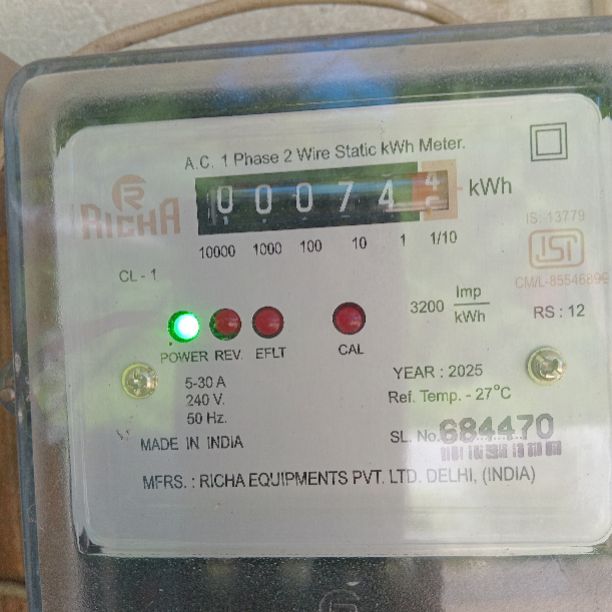 A.C. 1 Phase 2 Wire Static kWh Meter.
RICHA
0 0 0 7 4 4 kWh
10000 1000 100 10 1 1/10
IS: 13779
ISI
CL - 1
3200 Imp/kWh
RS : 12
POWER REV. EFLT CAL
5-30 A
240 V.
50 Hz.
YEAR : 2025
Ref. Temp. - 27°C
MADE IN INDIA
SL. No. 684470
MFRS. : RICHA EQUIPMENTS PVT. LTD. DELHI, (INDIA)